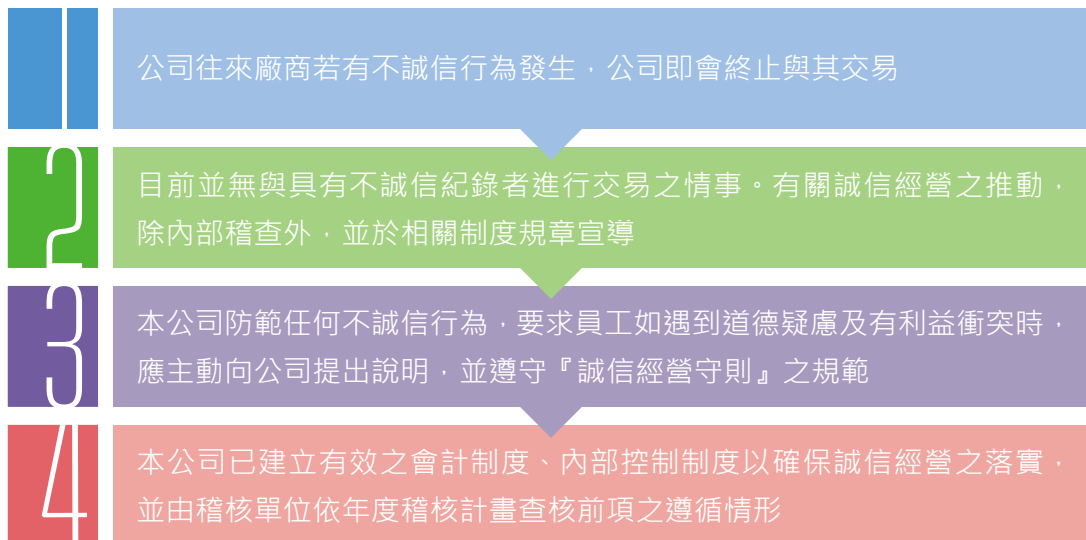 1
公司往來廠商若有不誠信行為發生，公司即會終止與其交易
2
目前並無與具有不誠信紀錄者進行交易之情事。有關誠信經營之推動，
除內部稽查外，並於相關制度規章宣導
3
本公司防範任何不誠信行為，要求員工如遇到道德疑慮及有利益衝突時，
應主動向公司提出說明，並遵守『誠信經營守則』之規範
4
本公司已建立有效之會計制度、內部控制制度以確保誠信經營之落實，
並由稽核單位依年度稽核計畫查核前項之遵循情形